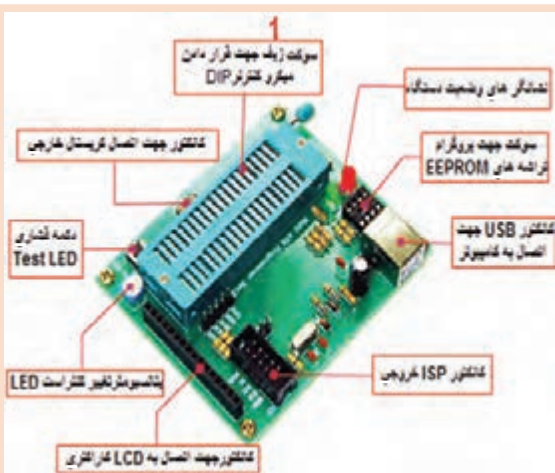 1
سوکت زیف جهت قرار دادن
میکرو کنترلر DIP
نشانگر های وضعیت دستگاه
کانکتور جهت اتصال کریستال خارجی
سوکت جهت پروگرام
تراشه های EEPROM
دکمه فشاری
Test LED
کانکتور USB جهت
اتصال به کامپیوتر
پتانسیومتر تغییر کنتراست LED
کانکتور ISP خروجی
کانکتور جهت اتصال به LCD کاراکتری